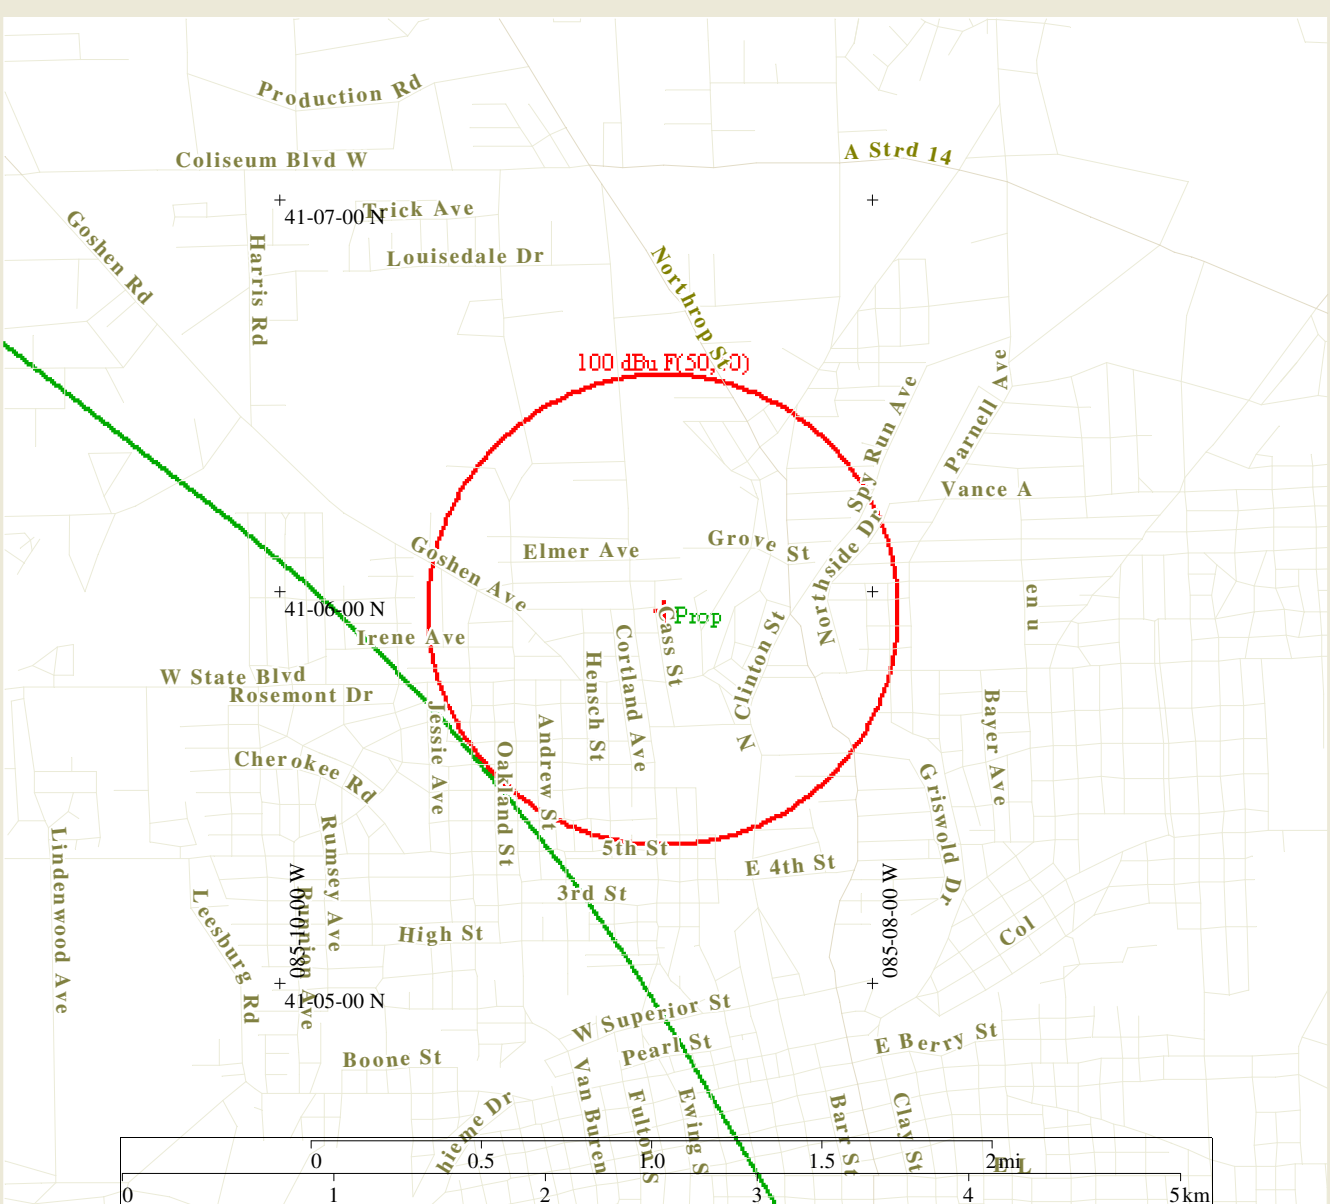 Production Rd
Coliseum Blvd W
A Strd 14
41-07-00 N
Trick Ave
Goshen Rd
Harris Rd
Louisedale Dr
Northrop St
100 dBu
Spy Run Ave
Parnell Ave
Vance A
Goshen Ave
Elmer Ave
Grove St
Northside Dr
41-06-00 N
en u
Prop
Irene Ave
Cass St
Cortland Ave
Hensch St
N Clinton St
W State Blvd
Rosemont Dr
Jessie Ave
Andrew St
Oakland St
Bayer Ave
Cherokee Rd
Griswold Dr
Rumsey Ave
Lindenwood Ave
5th St
E 4th St
085-10-00 W
085-08-00 W
3rd St
Leesburg Rd
High St
Col
41-05-00 N
W Superior St
Pearl St
E Berry St
Boone St
Van Buren
Fulton S
Ewing S
Barr St
Clay St
hieme Dr
E L
0 0.5 1.0 1.5 2mi
0 1 2 3 4 5km